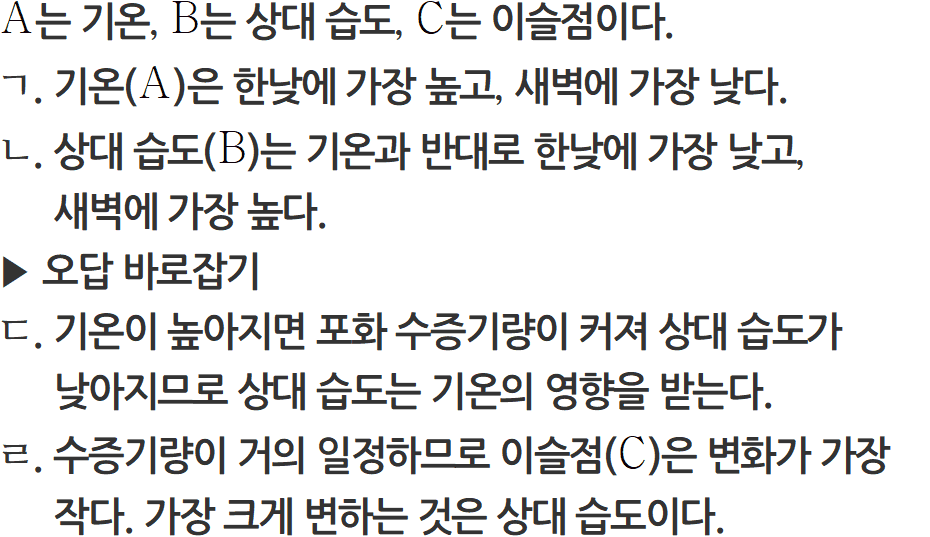 A는 기온, B는 상대 습도, C는 이슬점이다.
ㄱ. 기온(A)은 한낮에 가장 높고, 새벽에 가장 낮다.
ㄴ. 상대 습도(B)는 기온과 반대로 한낮에 가장 낮고,
새벽에 가장 높다.
▶ 오답 바로잡기
ㄷ. 기온이 높아지면 포화 수증기량이 커져 상대 습도가
낮아지므로 상대 습도는 기온의 영향을 받는다.
ㄹ. 수증기량이 거의 일정하므로 이슬점(C)은 변화가 가장
작다. 가장 크게 변하는 것은 상대 습도이다.